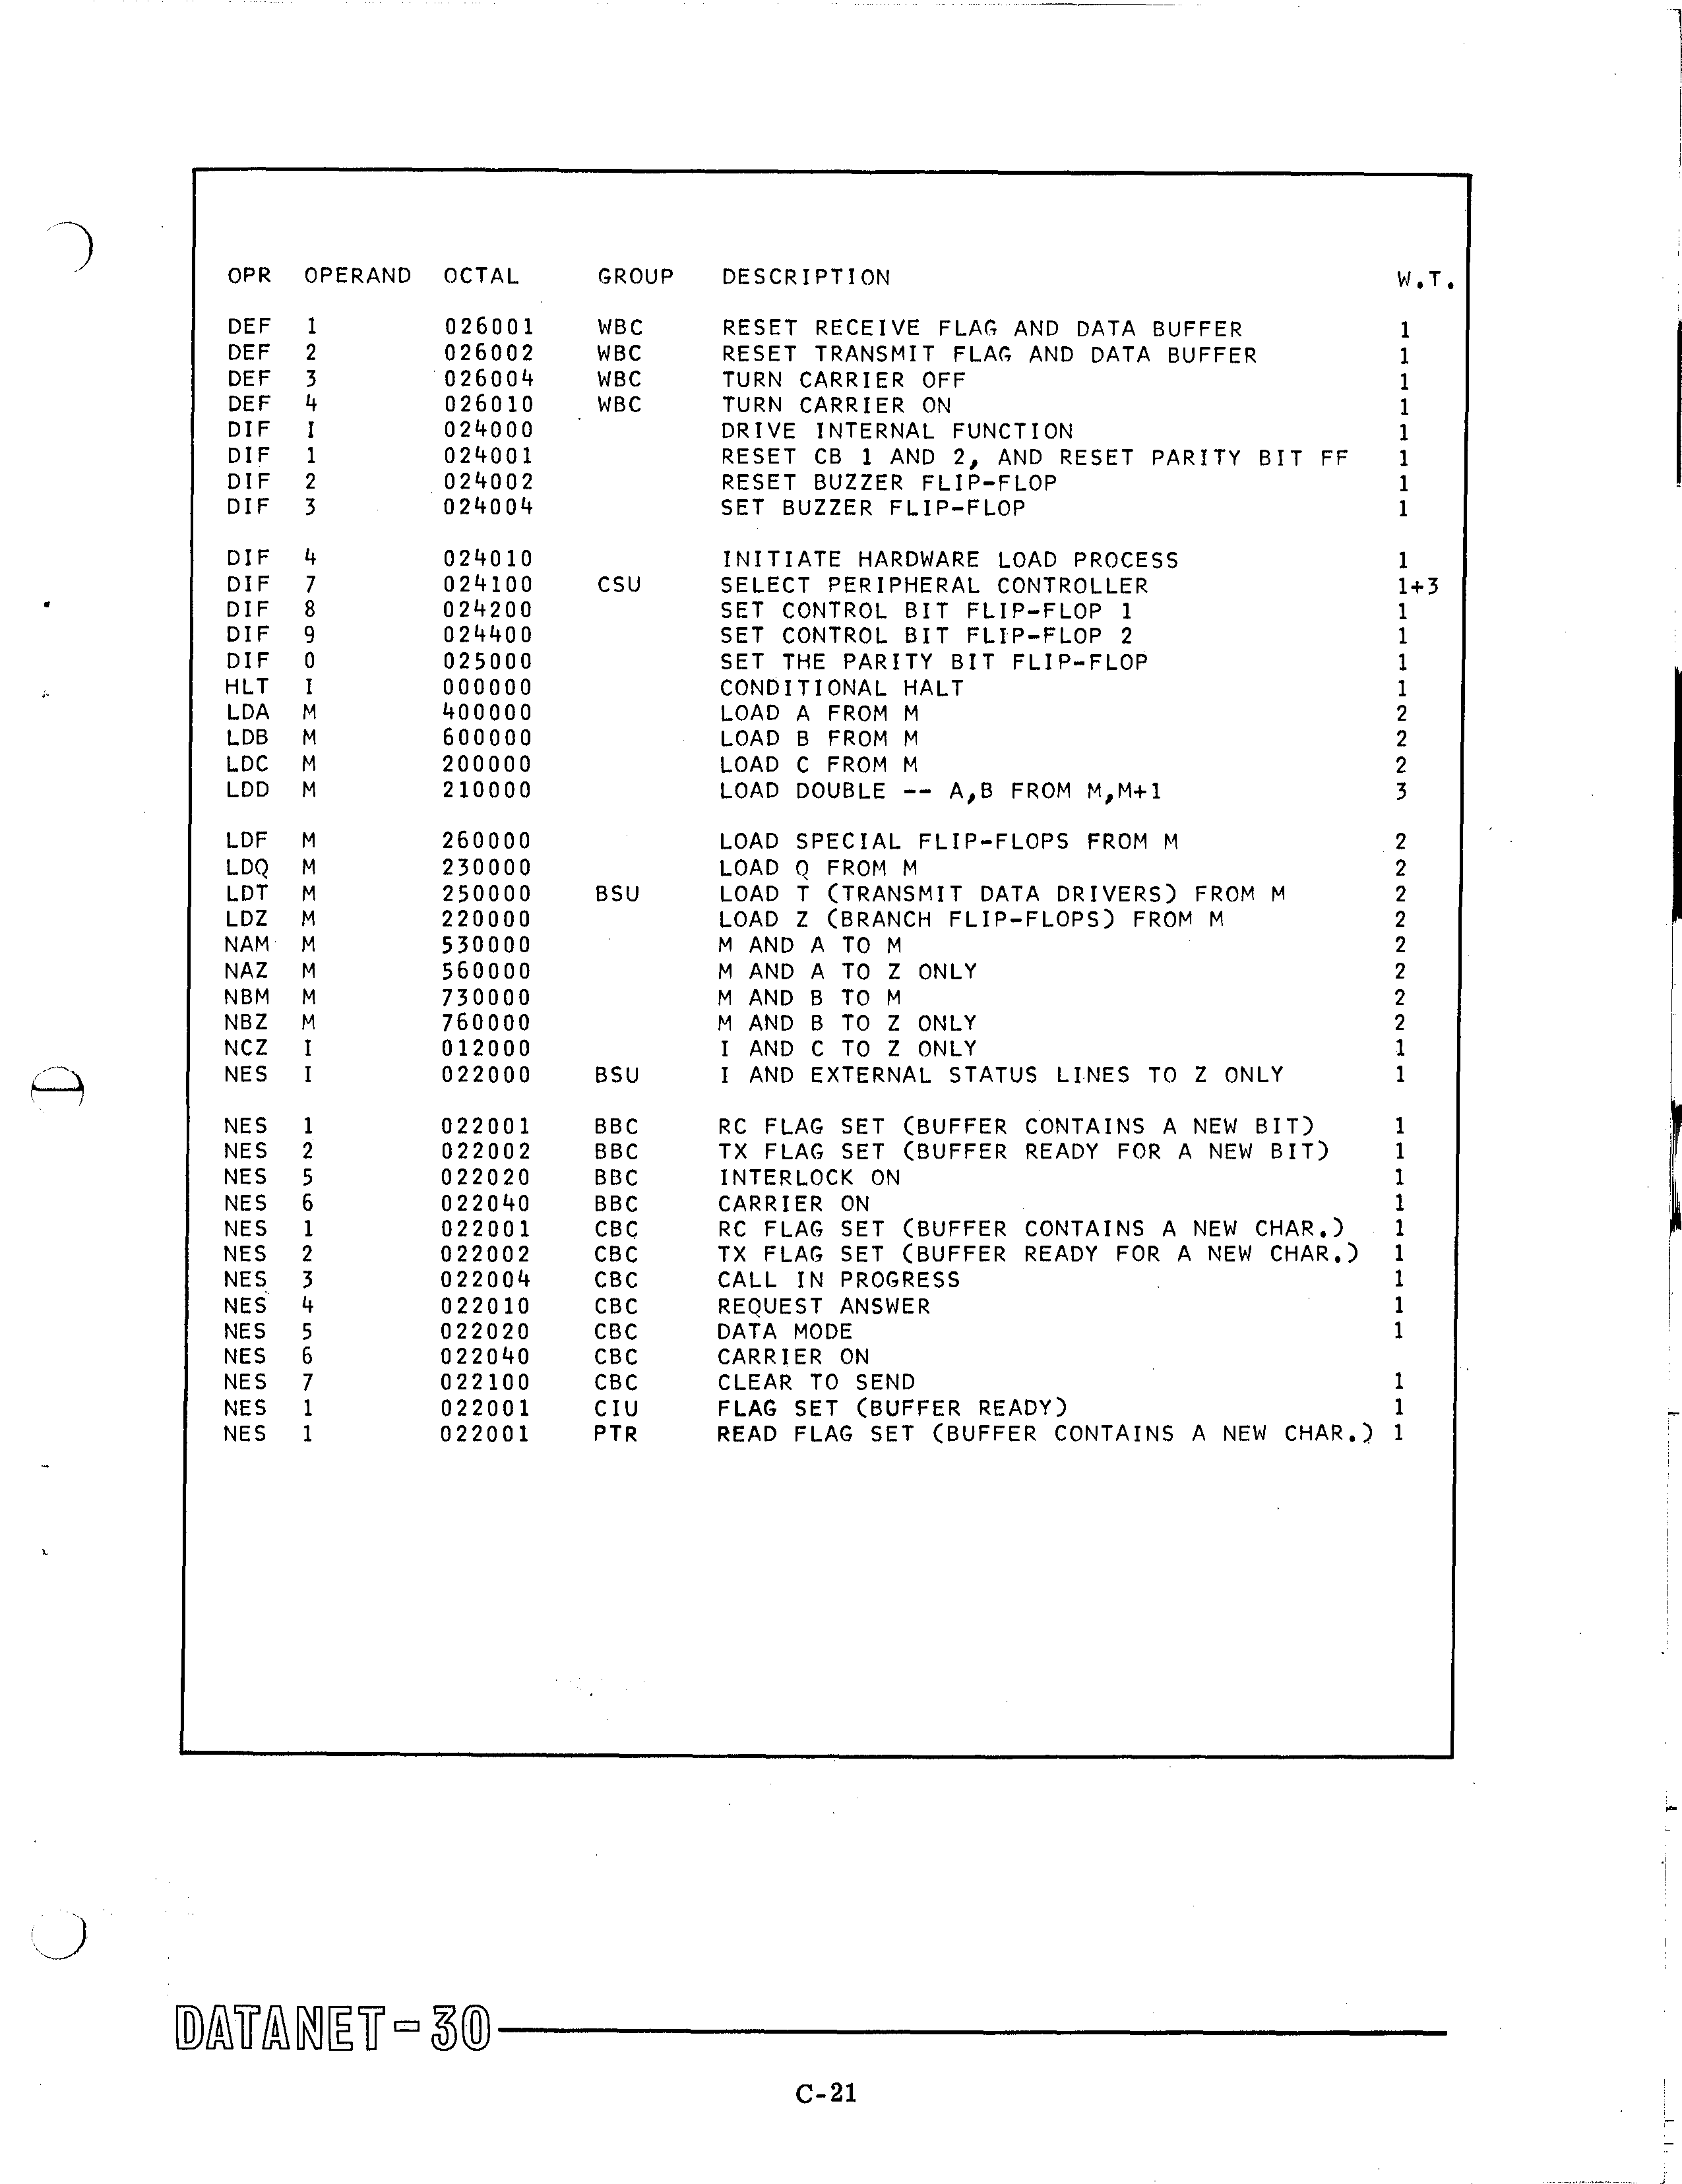 OPR OPERAND OCTAL GROUP DESCRIPTION W.T.
DEF 1 026001 WBC RESET RECEIVE FLAG AND DATA BUFFER 1
DEF 2 026002 WBC RESET TRANSMIT FLAG AND DATA BUFFER 1
DEF 3 026004 WBC TURN CARRIER OFF 1
DEF 4 026010 WBC TURN CARRIER ON 1
DIF I 024000 DRIVE INTERNAL FUNCTION 1
DIF 1 024001 RESET CB 1 AND 2, AND RESET PARITY BIT FF 1
DIF 2 024002 RESET BUZZER FLIP-FLOP 1
DIF 3 024004 SET BUZZER FLIP-FLOP 1
DIF 4 024010 INITIATE HARDWARE LOAD PROCESS 1
DIF 7 024100 CSU SELECT PERIPHERAL CONTROLLER 1+3
DIF 8 024200 SET CONTROL BIT FLIP-FLOP 1 1
DIF 9 024400 SET CONTROL BIT FLIP-FLOP 2 1
DIF 0 025000 SET THE PARITY BIT FLIP-FLOP 1
HLT I 000000 CONDITIONAL HALT 1
LDA M 400000 LOAD A FROM M 2
LDB M 600000 LOAD B FROM M 2
LDC M 200000 LOAD C FROM M 2
LDD M 210000 LOAD DOUBLE -- A,B FROM M,M+1 3
LDF M 260000 LOAD SPECIAL FLIP-FLOPS FROM M 2
LDQ M 230000 LOAD Q FROM M 2
LDT M 250000 BSU LOAD T (TRANSMIT DATA DRIVERS) FROM M 2
LDZ M 220000 LOAD Z (BRANCH FLIP-FLOPS) FROM M 2
NAM M 530000 M AND A TO M 2
NAZ M 560000 M AND A TO Z ONLY 2
NBM M 730000 M AND B TO M 2
NBZ M 760000 M AND B TO Z ONLY 2
NCZ I 012000 I AND C TO Z ONLY 1
NES I 022000 BSU I AND EXTERNAL STATUS LINES TO Z ONLY 1
NES 1 022001 BBC RC FLAG SET (BUFFER CONTAINS A NEW BIT) 1
NES 2 022002 BBC TX FLAG SET (BUFFER READY FOR A NEW BIT) 1
NES 5 022020 BBC INTERLOCK ON 1
NES 6 022040 BBC CARRIER ON 1
NES 1 022001 CBC RC FLAG SET (BUFFER CONTAINS A NEW CHAR.) 1
NES 2 022002 CBC TX FLAG SET (BUFFER READY FOR A NEW CHAR.) 1
NES 3 022004 CBC CALL IN PROGRESS 1
NES 4 022010 CBC REQUEST ANSWER 1
NES 5 022020 CBC DATA MODE 1
NES 6 022040 CBC CARRIER ON
NES 7 022100 CBC CLEAR TO SEND 1
NES 1 022001 CIU FLAG SET (BUFFER READY) 1
NES 1 022001 PTR READ FLAG SET (BUFFER CONTAINS A NEW CHAR.) 1
DATANET-30
C-21